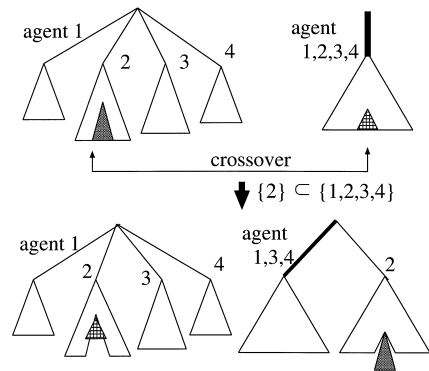 agent 1
2
3
4
agent
1,2,3,4
crossover
{2} ⊂ {1,2,3,4}
agent 1
2
3
4
agent
1,3,4
2